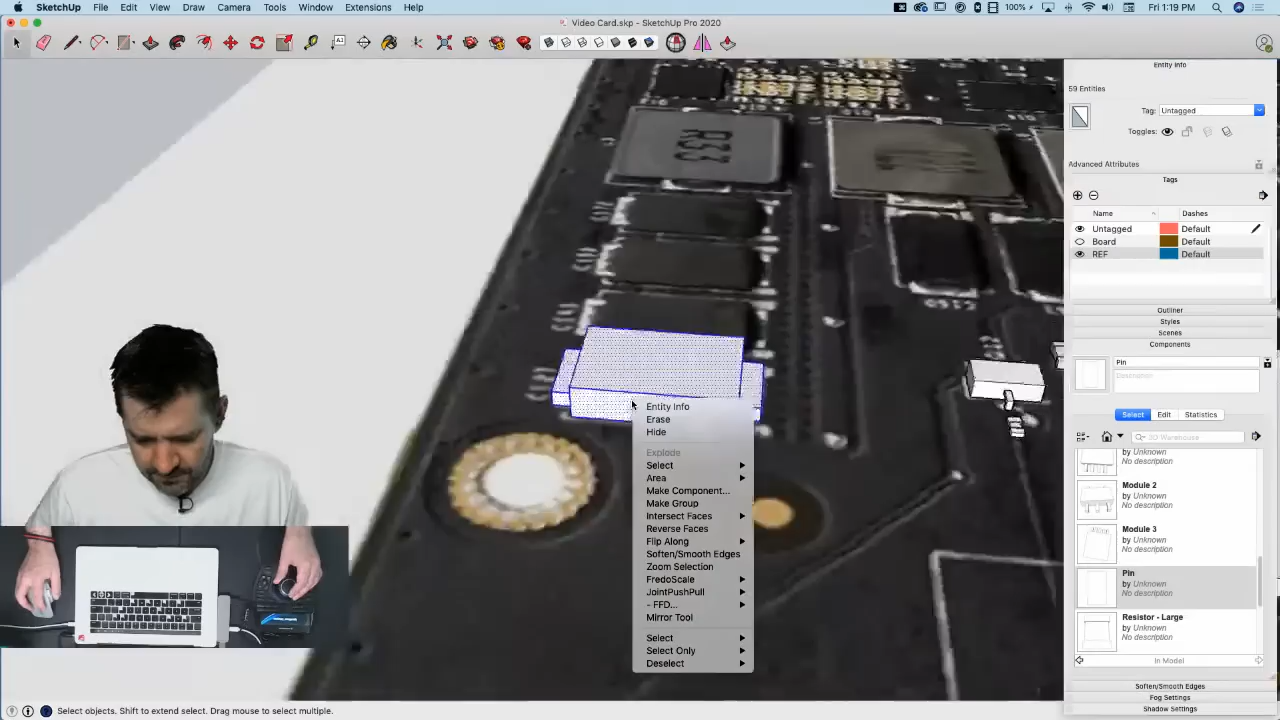 SketchUp File Edit View Draw Camera Tools Window Extensions Help
100% Fri 1:19 PM
Video Card.skp - SketchUp Pro 2020
Entity Info
59 Entities
Tag: Untagged
Toggles:
Advanced Attributes
Tags
Name Dashes
Untagged Default
Board Default
REF Default
Outliner
Styles
Scenes
Components
Pin
Description
Select Edit Statistics
3D Warehouse
by Unknown
No description
Module 2
by Unknown
No description
Module 3
by Unknown
No description
Pin
by Unknown
No description
Resistor - Large
by Unknown
No description
In Model
Soften/Smooth Edges
Fog Settings
Shadow Settings
Entity Info
Erase
Hide
Explode
Select
Area
Make Component...
Make Group
Intersect Faces
Reverse Faces
Flip Along
Soften/Smooth Edges
Zoom Selection
FredoScale
JointPushPull
- FFD...
Mirror Tool
Select
Select Only
Deselect
Select objects. Shift to extend select. Drag mouse to select multiple.